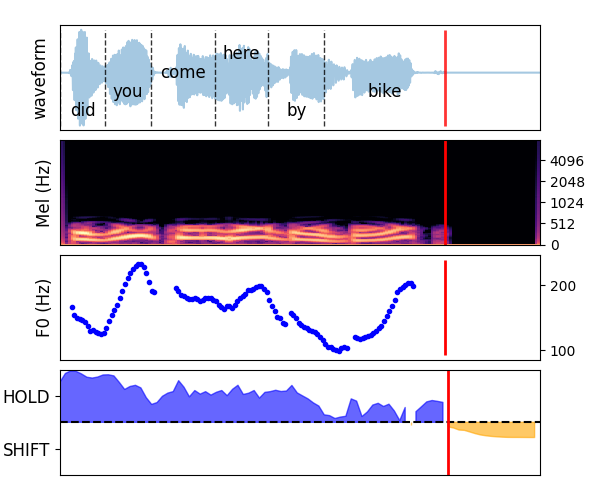 waveform
did
you
come
here
by
bike
Mel (Hz)
4096
2048
1024
512
0
F0 (Hz)
200
100
HOLD
SHIFT